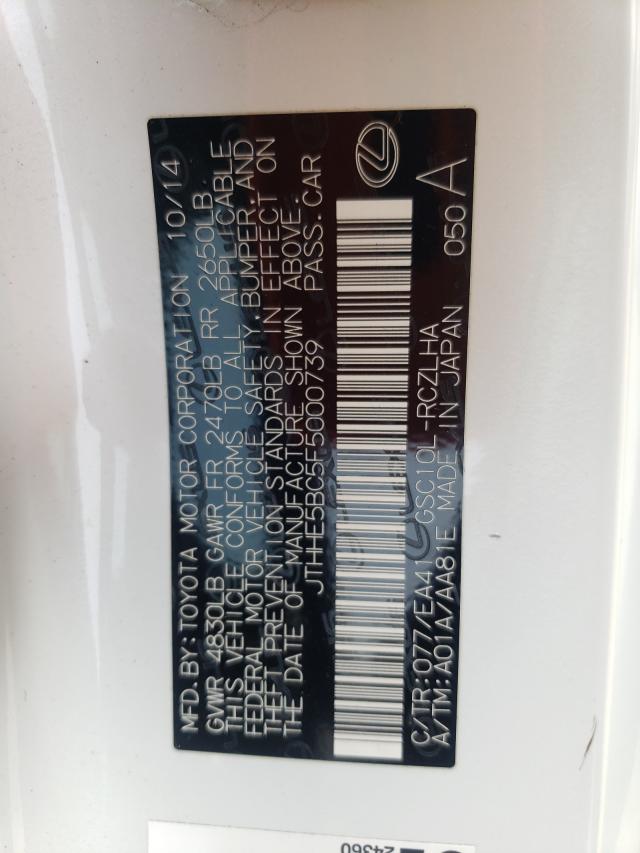 MFD. BY: TOYOTA MOTOR CORPORATION 10/14
GVWR 4830LB GAWR FR 2470LB RR 2650LB
THIS VEHICLE CONFORMS TO ALL APPLICABLE
FEDERAL MOTOR VEHICLE SAFETY, BUMPER, AND
THEFT PREVENTION STANDARDS IN EFFECT ON
THE DATE OF MANUFACTURE SHOWN ABOVE.
JTHHE5BC5F5000739 PASS. CAR
C/TR: 077/EA41 GSC10L -RCZLHA 050 A
A/TM: A01A/AA81E MADE IN JAPAN
24360